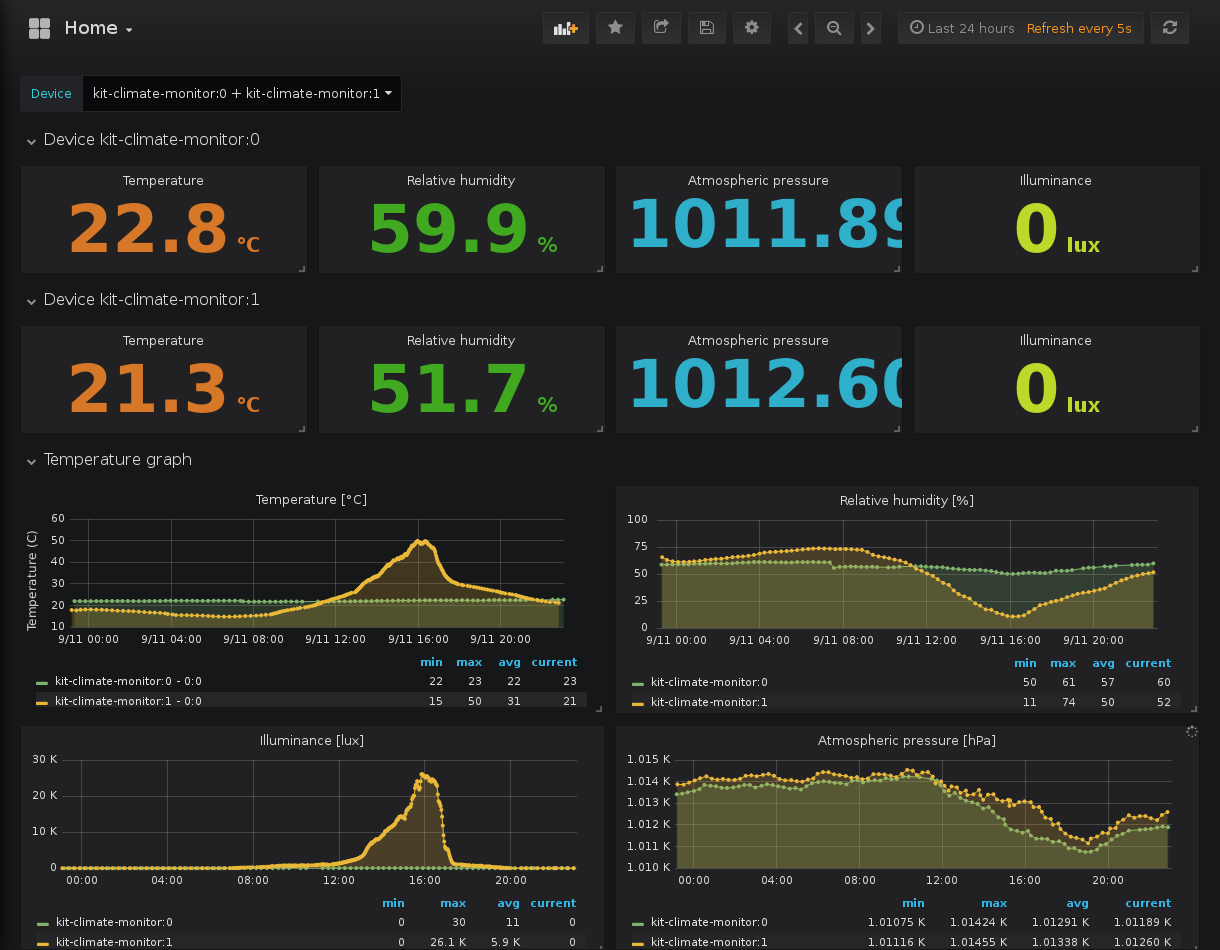 Home
Last 24 hours Refresh every 5s
Device kit-climate-monitor:0 + kit-climate-monitor:1
Device kit-climate-monitor:0
Temperature Relative humidity Atmospheric pressure Illuminance
22.8 °C 59.9 % 1011.89 0 lux
Device kit-climate-monitor:1
Temperature Relative humidity Atmospheric pressure Illuminance
21.3 °C 51.7 % 1012.60 0 lux
Temperature graph
Temperature [°C]
Temperature (C)
60
50
40
30
20
10
9/11 00:00 9/11 04:00 9/11 08:00 9/11 12:00 9/11 16:00 9/11 20:00
min max avg current
kit-climate-monitor:0 - 0:0 22 23 22 23
kit-climate-monitor:1 - 0:0 15 50 31 21
Relative humidity [%]
100
75
50
25
0
9/11 00:00 9/11 04:00 9/11 08:00 9/11 12:00 9/11 16:00 9/11 20:00
min max avg current
kit-climate-monitor:0 50 61 57 60
kit-climate-monitor:1 11 74 50 52
Illuminance [lux]
30 K
20 K
10 K
0
00:00 04:00 08:00 12:00 16:00 20:00
min max avg current
kit-climate-monitor:0 0 30 11 0
kit-climate-monitor:1 0 26.1 K 5.9 K 0
Atmospheric pressure [hPa]
1.015 K
1.014 K
1.013 K
1.012 K
1.011 K
1.010 K
00:00 04:00 08:00 12:00 16:00 20:00
min max avg current
kit-climate-monitor:0 1.01075 K 1.01424 K 1.01291 K 1.01189 K
kit-climate-monitor:1 1.01116 K 1.01455 K 1.01338 K 1.01260 K